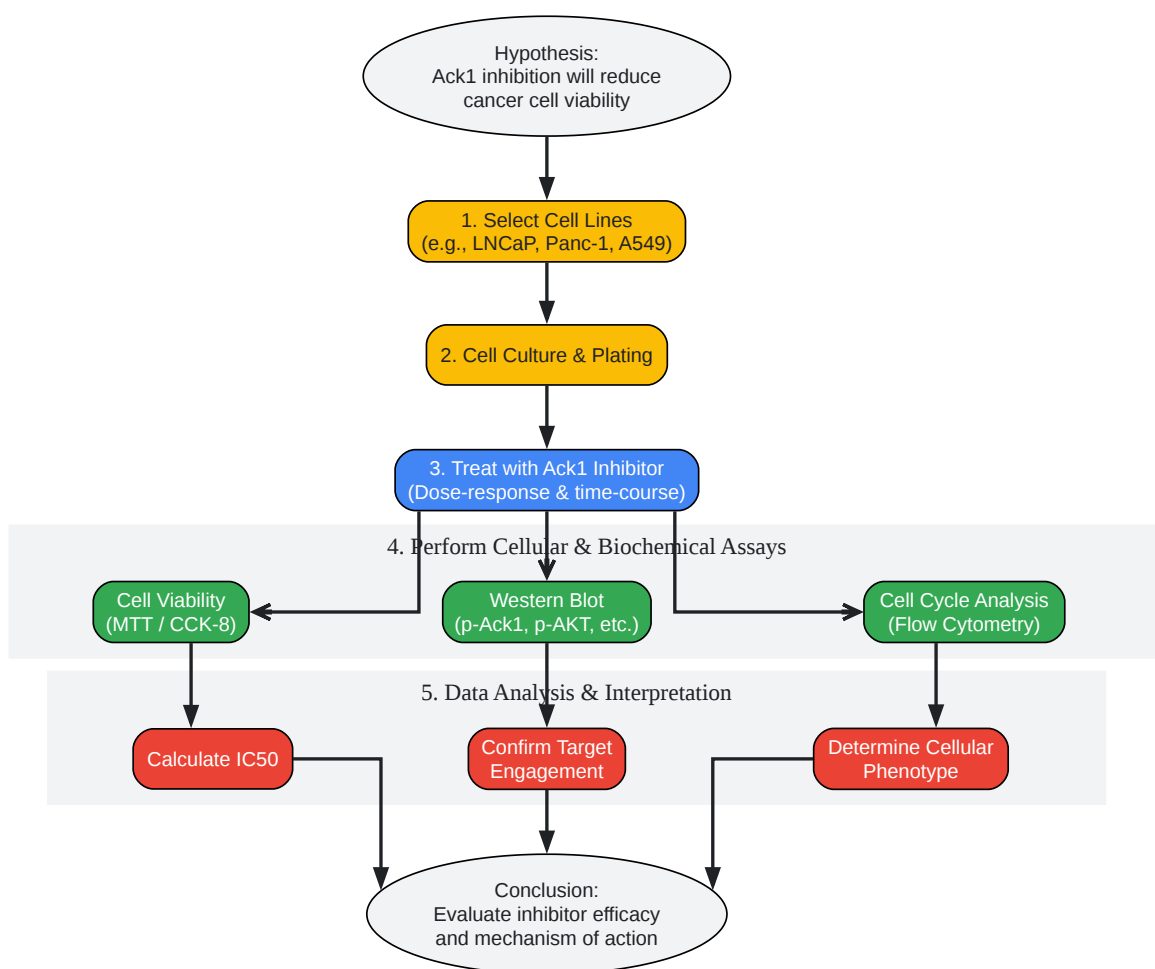 Hypothesis:
Ack1 inhibition will reduce
cancer cell viability
1. Select Cell Lines
(e.g., LNCaP, Panc-1, A549)
2. Cell Culture & Plating
3. Treat with Ack1 Inhibitor
(Dose-response & time-course)
4. Perform Cellular & Biochemical Assays
Cell Viability
(MTT / CCK-8)
Western Blot
(p-Ack1, p-AKT, etc.)
Cell Cycle Analysis
(Flow Cytometry)
5. Data Analysis & Interpretation
Calculate IC50
Confirm Target
Engagement
Determine Cellular
Phenotype
Conclusion:
Evaluate inhibitor efficacy
and mechanism of action